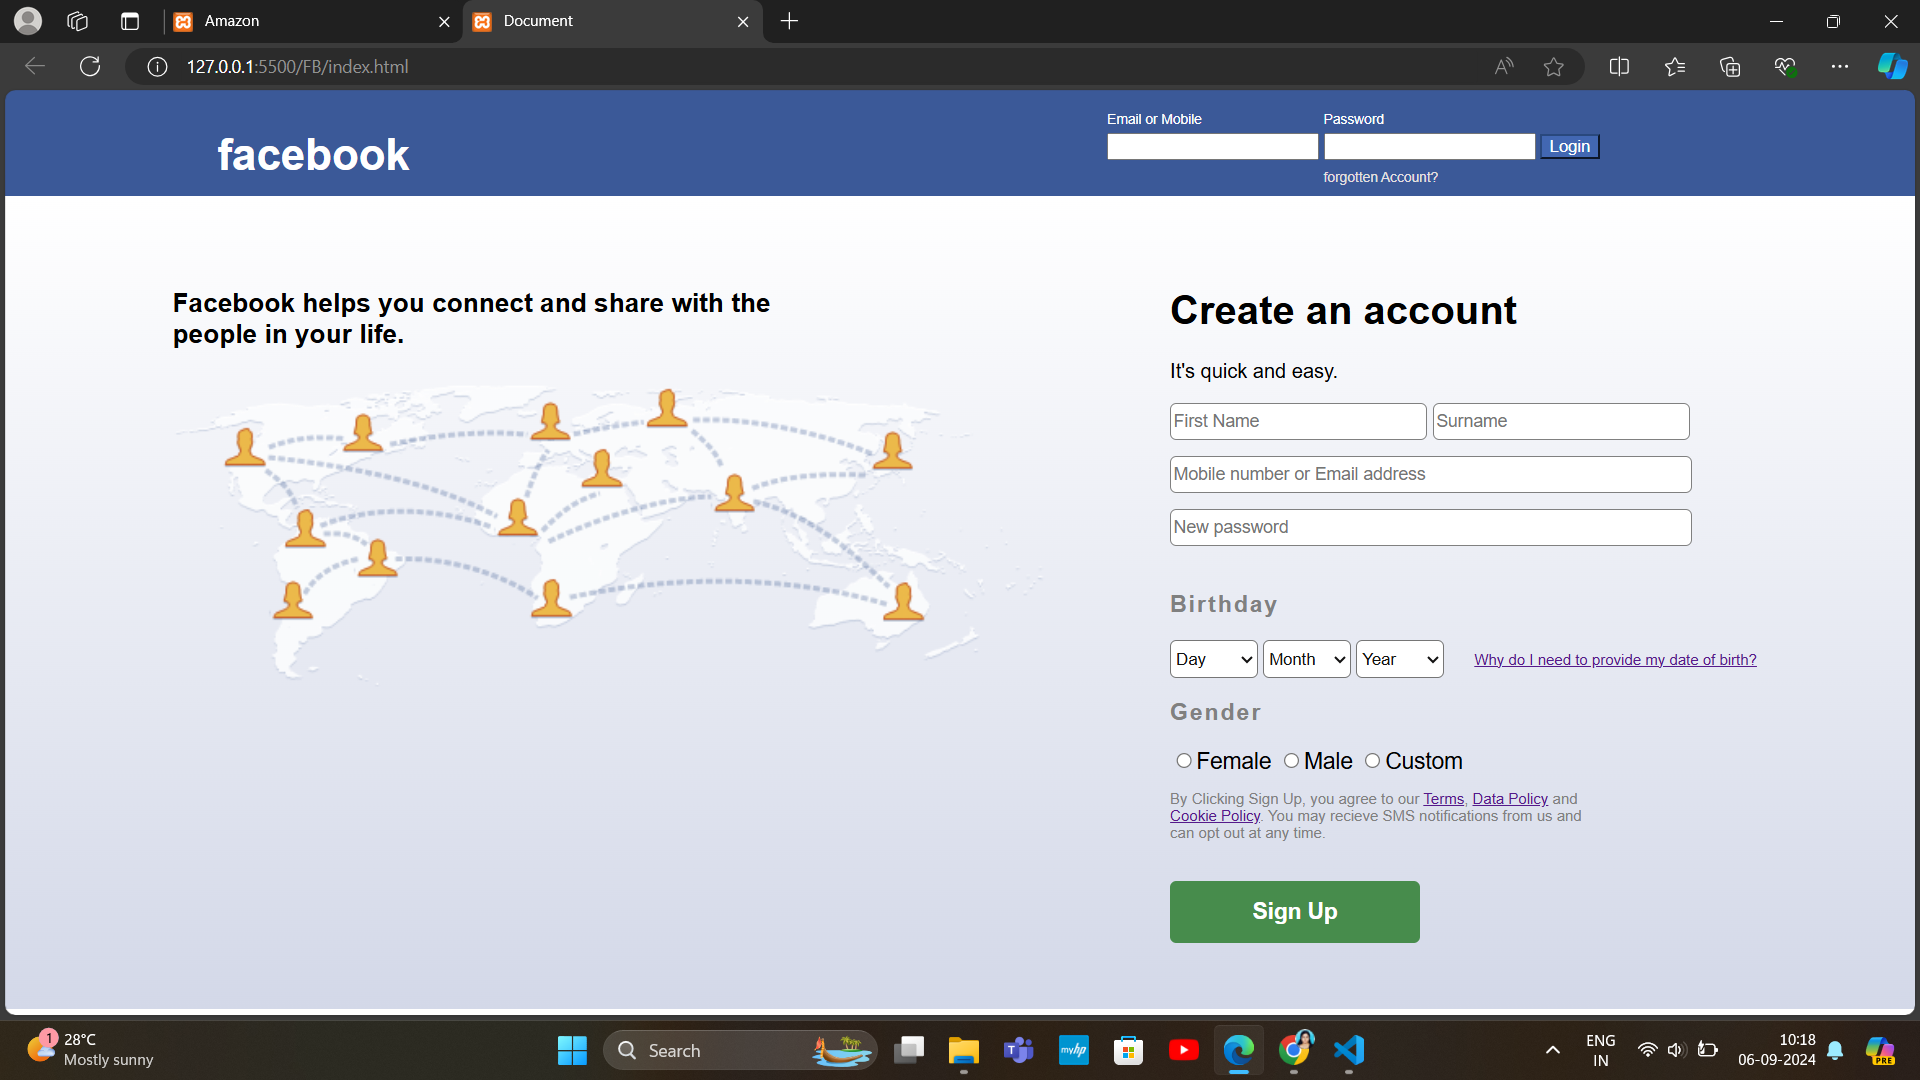 Amazon
Document
127.0.0.1:5500/FB/index.html
Email or Mobile
Password
facebook
Login
forgotten Account?
Facebook helps you connect and share with the
people in your life.
Create an account
It's quick and easy.
First Name
Surname
Mobile number or Email address
New password
Birthday
Day
Month
Year
Why do I need to provide my date of birth?
Gender
Female
Male
Custom
By Clicking Sign Up, you agree to our Terms, Data Policy and
Cookie Policy. You may recieve SMS notifications from us and
can opt out at any time.
Sign Up
1
28°C
Mostly sunny
Search
T
myhp
ENG
IN
10:18
06-09-2024
PRE